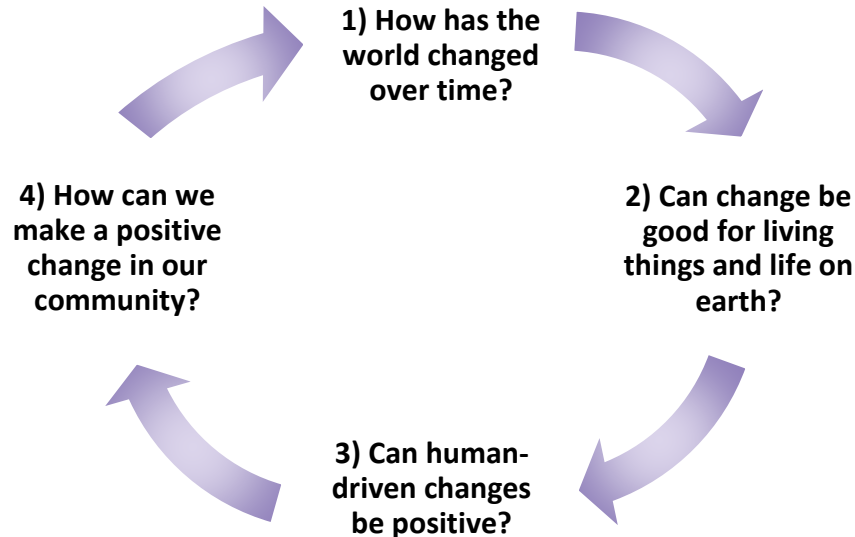 1) How has the
world changed
over time?
2) Can change be
good for living
things and life on
earth?
3) Can human-
driven changes
be positive?
4) How can we
make a positive
change in our
community?